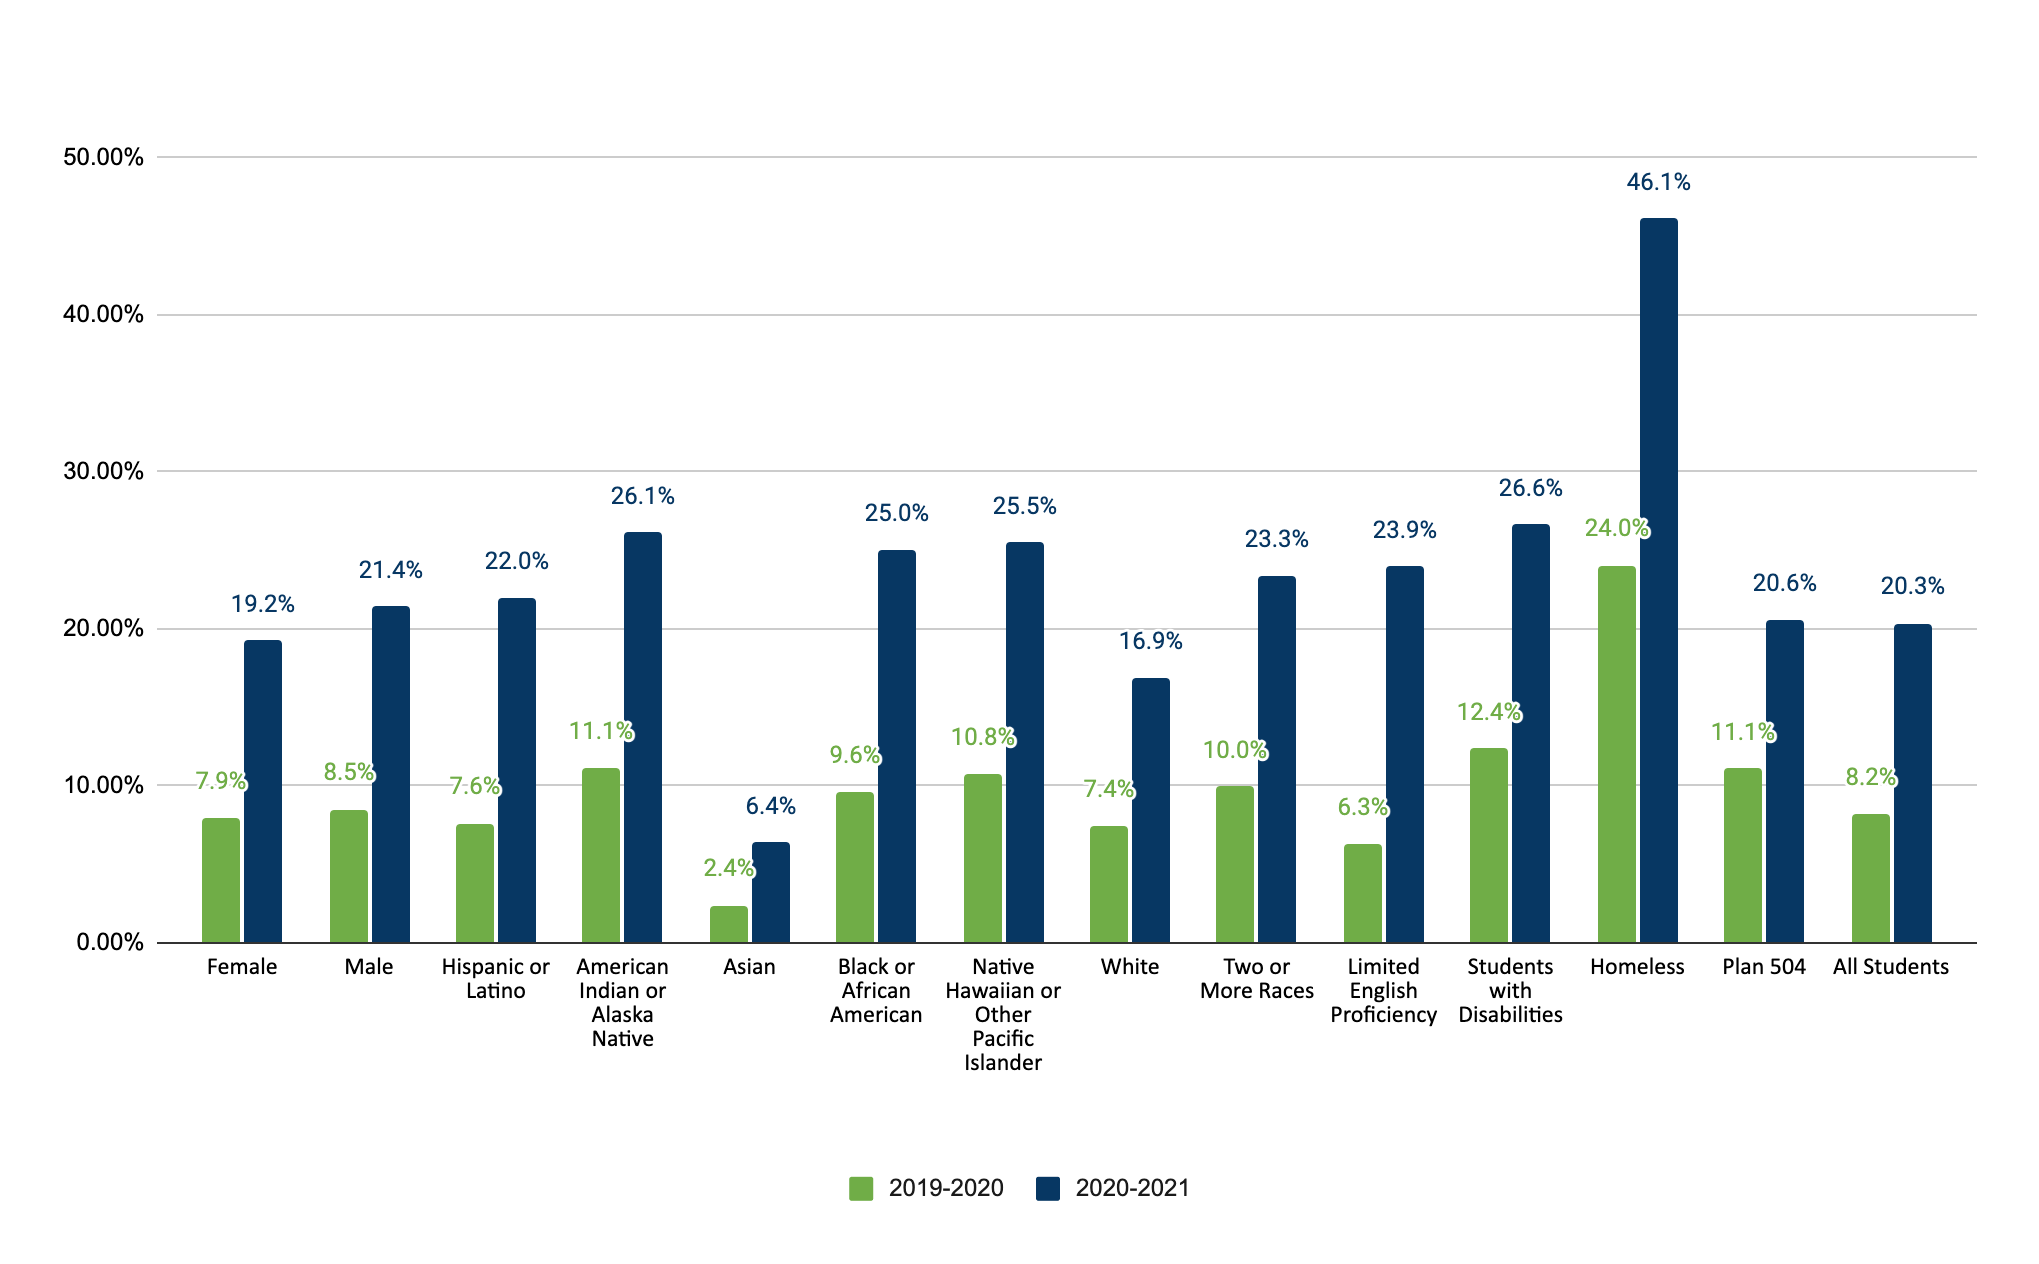 50.00%
46.1%
40.00%
30.00%
26.1%
25.0%
25.5%
26.6%
24.0%
23.3%
23.9%
22.0%
21.4%
19.2%
20.6%
20.3%
20.00%
16.9%
12.4%
11.1%
10.8%
11.1%
10.0%
9.6%
7.9%
8.5%
7.6%
7.4%
8.2%
10.00%
6.4%
6.3%
2.4%
0.00%
Female
Male
Hispanic or
Latino
American
Indian or
Alaska
Native
Asian
Black or
African
American
Native
Hawaiian or
Other
Pacific
Islander
White
Two or
More Races
Limited
English
Proficiency
Students
with
Disabilities
Homeless
Plan 504
All Students
2019-2020
2020-2021